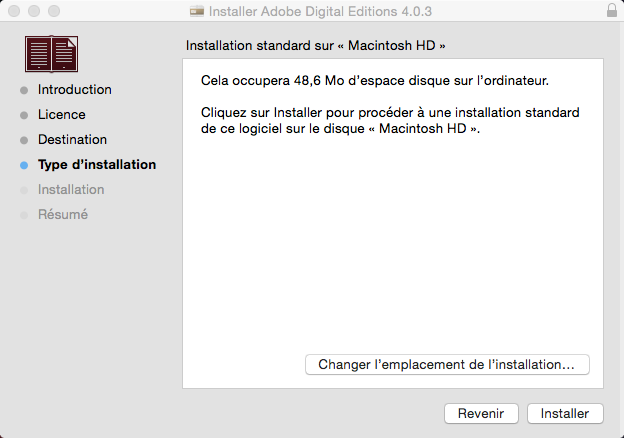 Installer Adobe Digital Editions 4.0.3
Installation standard sur « Macintosh HD »
Introduction
Licence
Destination
Type d’installation
Installation
Résumé
Cela occupera 48,6 Mo d’espace disque sur l’ordinateur.
Cliquez sur Installer pour procéder à une installation standard
de ce logiciel sur le disque « Macintosh HD ».
Changer l’emplacement de l’installation...
Revenir
Installer